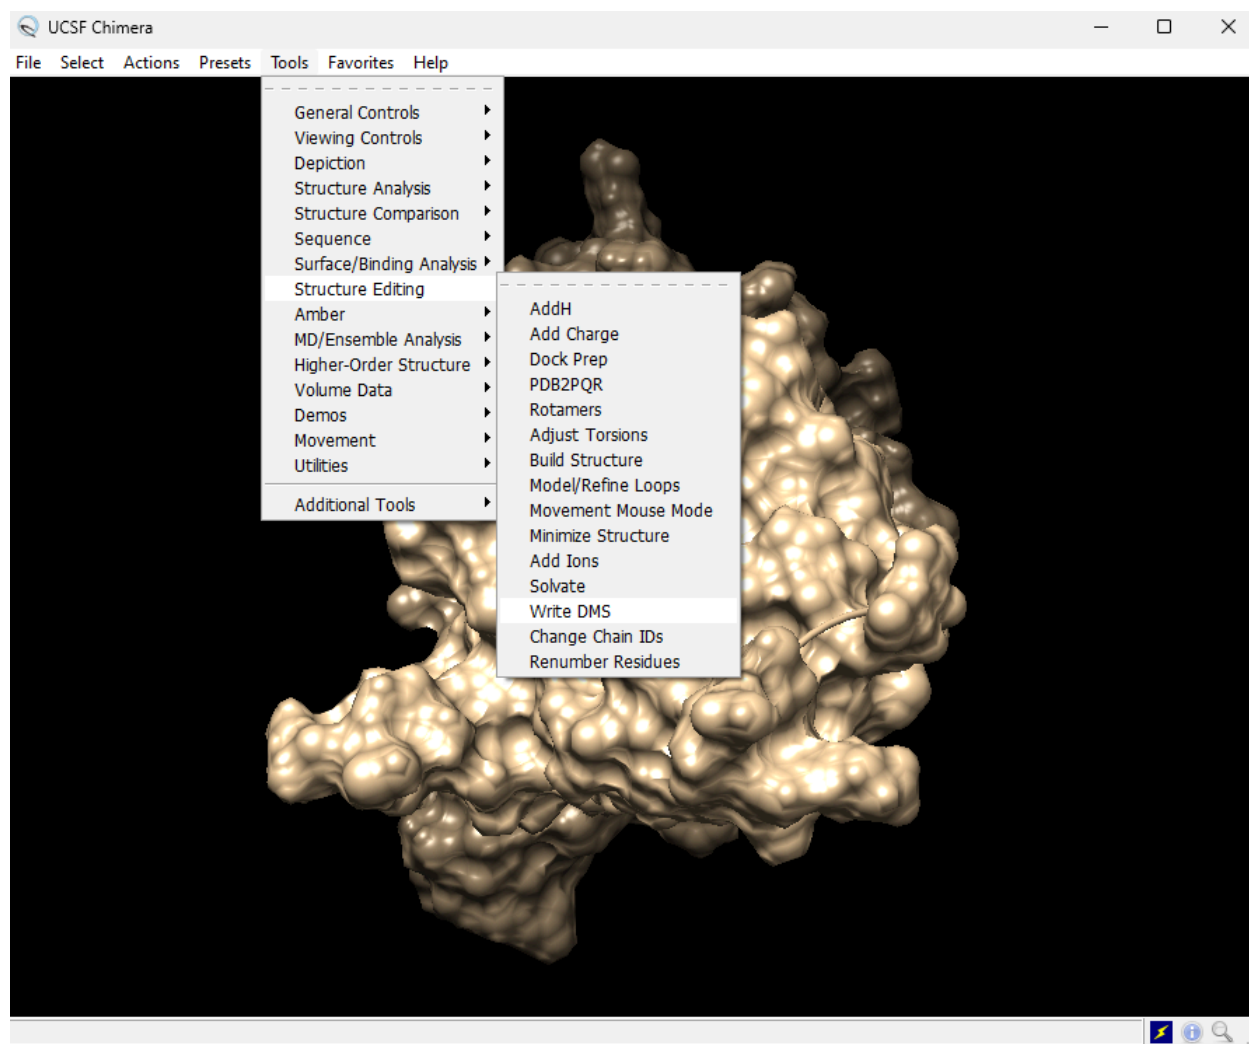 UCSF Chimera
File Select Actions Presets Tools Favorites Help
General Controls
Viewing Controls
Depiction
Structure Analysis
Structure Comparison
Sequence
Surface/Binding Analysis
Structure Editing
Amber
MD/Ensemble Analysis
Higher-Order Structure
Volume Data
Demos
Movement
Utilities
Additional Tools
AddH
Add Charge
Dock Prep
PDB2PQR
Rotamers
Adjust Torsions
Build Structure
Model/Refine Loops
Movement Mouse Mode
Minimize Structure
Add Ions
Solvate
Write DMS
Change Chain IDs
Renumber Residues